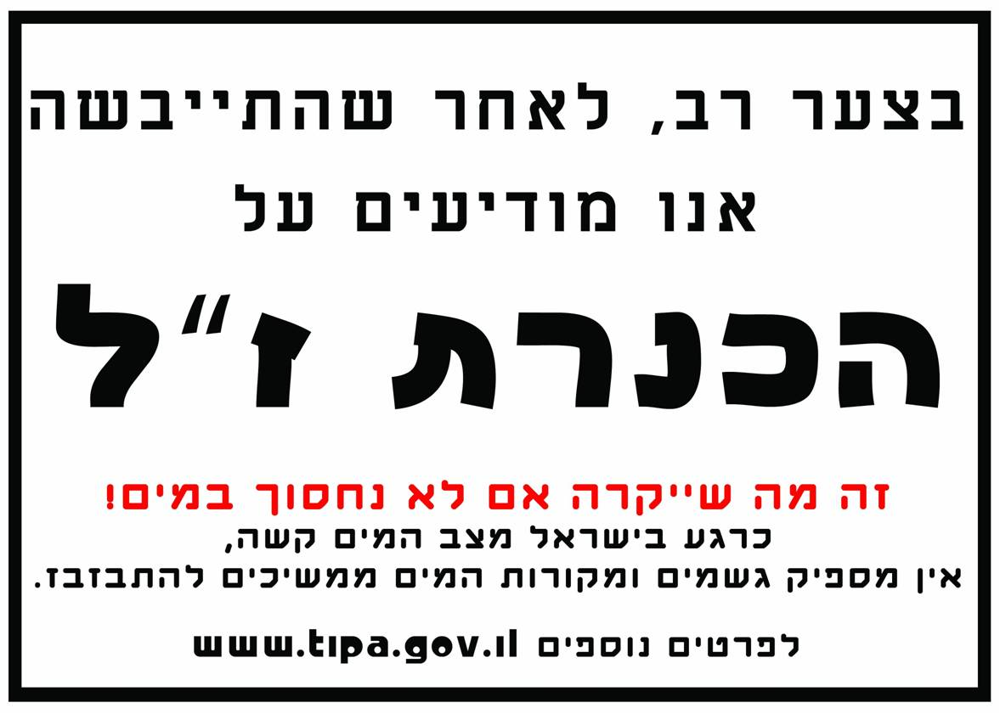 בצער רב, לאחר שהתייבשה
אנו מודיעים על
הכנרת ז"ל
זה מה שייקרה אם לא נחסוך במים!
כרגע בישראל מצב המים קשה,
אין מספיק גשמים ומקורות המים ממשיכים להתבזבז.
לפרטים נוספים www.tipa.gov.il